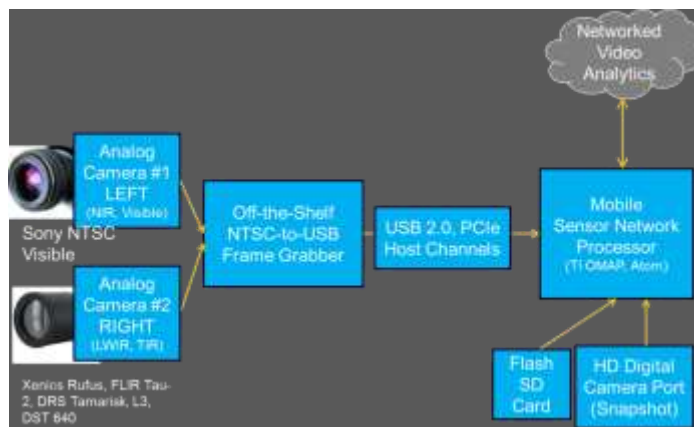 Networked
Video
Analytics
Analog
Camera #1
LEFT
(NIR, Visible)
Sony NTSC
Visible
Off-the-Shelf
NTSC-to-USB
Frame Grabber
USB 2.0, PCIe
Host Channels
Mobile
Sensor Network
Processor
(TI OMAP, Atom)
Analog
Camera #2
RIGHT
(LWIR, TIR)
Xenics Rufus, FLIR Tau-
2, DRS Tamarisk, L3,
DST 640
Flash
SD
Card
HD Digital
Camera Port
(Snapshot)